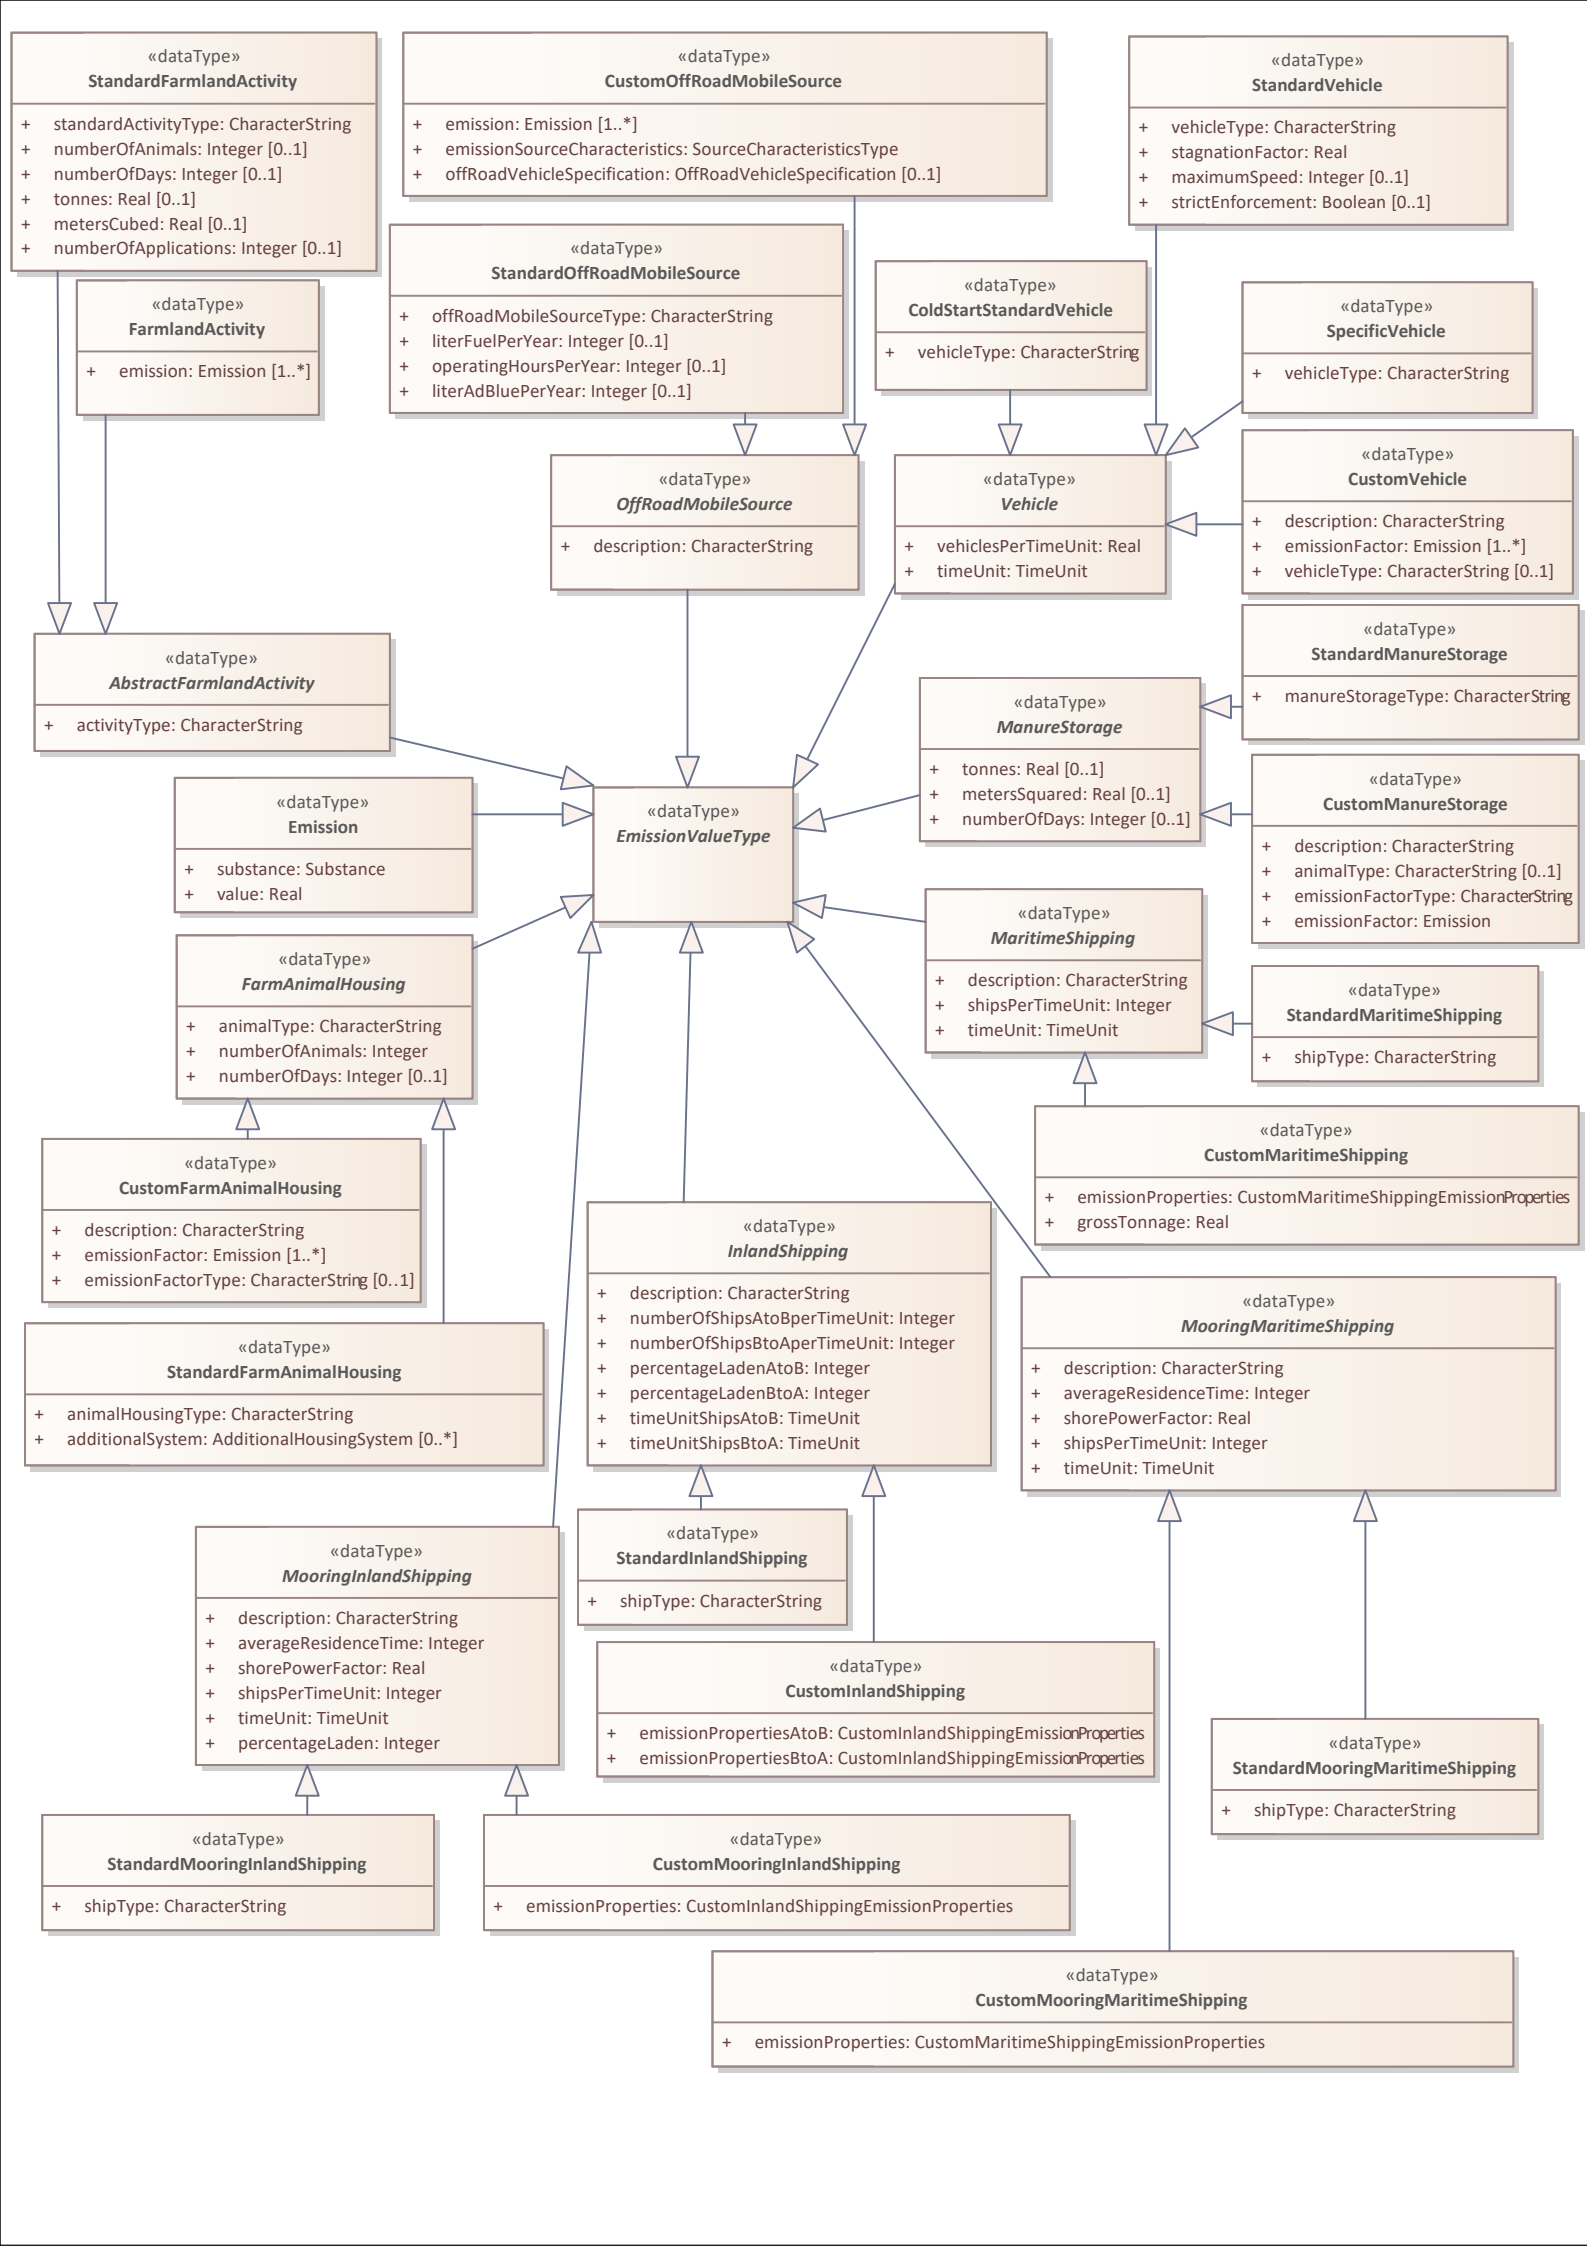 «dataType»
StandardFarmlandActivity
+ standardActivityType: CharacterString
+ numberOfAnimals: Integer [0..1]
+ numberOfDays: Integer [0..1]
+ tonnes: Real [0..1]
+ metersCubed: Real [0..1]
+ numberOfApplications: Integer [0..1]
«dataType»
CustomOffRoadMobileSource
+ emission: Emission [1..*]
+ emissionSourceCharacteristics: SourceCharacteristicsType
+ offRoadVehicleSpecification: OffRoadVehicleSpecification [0..1]
«dataType»
StandardVehicle
+ vehicleType: CharacterString
+ stagnationFactor: Real
+ maximumSpeed: Integer [0..1]
+ strictEnforcement: Boolean [0..1]
«dataType»
StandardOffRoadMobileSource
+ offRoadMobileSourceType: CharacterString
+ literFuelPerYear: Integer [0..1]
+ operatingHoursPerYear: Integer [0..1]
+ literAdBluePerYear: Integer [0..1]
«dataType»
ColdStartStandardVehicle
+ vehicleType: CharacterString
«dataType»
FarmlandActivity
+ emission: Emission [1..*]
«dataType»
SpecificVehicle
+ vehicleType: CharacterString
«dataType»
CustomVehicle
+ description: CharacterString
+ emissionFactor: Emission [1..*]
+ vehicleType: CharacterString [0..1]
«dataType»
OffRoadMobileSource
+ description: CharacterString
«dataType»
Vehicle
+ vehiclesPerTimeUnit: Real
+ timeUnit: TimeUnit
«dataType»
StandardManureStorage
+ manureStorageType: CharacterString
«dataType»
AbstractFarmlandActivity
+ activityType: CharacterString
«dataType»
ManureStorage
+ tonnes: Real [0..1]
+ metersSquared: Real [0..1]
+ numberOfDays: Integer [0..1]
«dataType»
CustomManureStorage
+ description: CharacterString
+ animalType: CharacterString [0..1]
+ emissionFactorType: CharacterString
+ emissionFactor: Emission
«dataType»
Emission
+ substance: Substance
+ value: Real
«dataType»
EmissionValueType
«dataType»
MaritimeShipping
+ description: CharacterString
+ shipsPerTimeUnit: Integer
+ timeUnit: TimeUnit
«dataType»
FarmAnimalHousing
+ animalType: CharacterString
+ numberOfAnimals: Integer
+ numberOfDays: Integer [0..1]
«dataType»
StandardMaritimeShipping
+ shipType: CharacterString
«dataType»
CustomMaritimeShipping
+ emissionProperties: CustomMaritimeShippingEmissionProperties
+ grossTonnage: Real
«dataType»
CustomFarmAnimalHousing
+ description: CharacterString
+ emissionFactor: Emission [1..*]
+ emissionFactorType: CharacterString [0..1]
«dataType»
InlandShipping
+ description: CharacterString
+ numberOfShipsAtoBperTimeUnit: Integer
+ numberOfShipsBtoAperTimeUnit: Integer
+ percentageLadenAtoB: Integer
+ percentageLadenBtoA: Integer
+ timeUnitShipsAtoB: TimeUnit
+ timeUnitShipsBtoA: TimeUnit
«dataType»
MooringMaritimeShipping
+ description: CharacterString
+ averageResidenceTime: Integer
+ shorePowerFactor: Real
+ shipsPerTimeUnit: Integer
+ timeUnit: TimeUnit
«dataType»
StandardFarmAnimalHousing
+ animalHousingType: CharacterString
+ additionalSystem: AdditionalHousingSystem [0..*]
«dataType»
StandardInlandShipping
+ shipType: CharacterString
«dataType»
MooringInlandShipping
+ description: CharacterString
+ averageResidenceTime: Integer
+ shorePowerFactor: Real
+ shipsPerTimeUnit: Integer
+ timeUnit: TimeUnit
+ percentageLaden: Integer
«dataType»
CustomInlandShipping
+ emissionPropertiesAtoB: CustomInlandShippingEmissionProperties
+ emissionPropertiesBtoA: CustomInlandShippingEmissionProperties
«dataType»
StandardMooringMaritimeShipping
+ shipType: CharacterString
«dataType»
StandardMooringInlandShipping
+ shipType: CharacterString
«dataType»
CustomMooringInlandShipping
+ emissionProperties: CustomInlandShippingEmissionProperties
«dataType»
CustomMooringMaritimeShipping
+ emissionProperties: CustomMaritimeShippingEmissionProperties